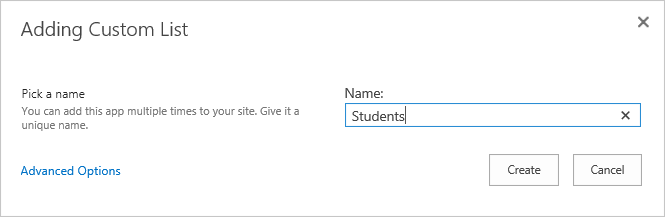 Adding Custom List
Pick a name
You can add this app multiple times to your site. Give it a
unique name.
Name:
Students
Advanced Options
Create
Cancel